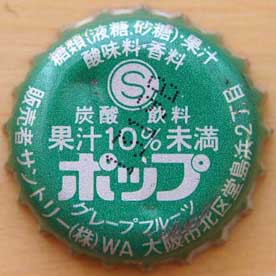 糖類(液糖、砂糖)・果汁
酸味料・香料
S
炭酸 飲料
果汁10%未満
ポップ
グレープフルーツ
販売者サントリー(株)WA 大阪市北区堂島浜2丁目